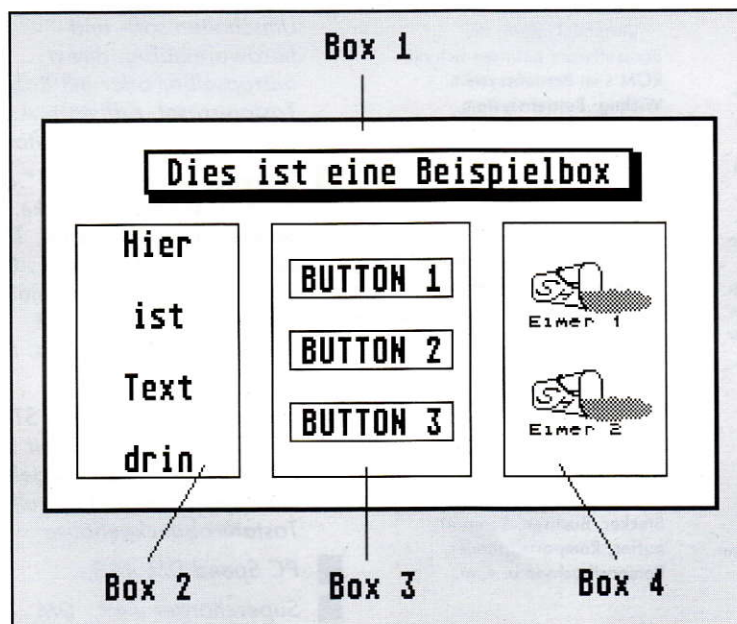 Box 1
Dies ist eine Beispielbox
Hier
ist
Text
drin
BUTTON 1
BUTTON 2
BUTTON 3
Eimer 1
Eimer 2
Box 2
Box 3
Box 4